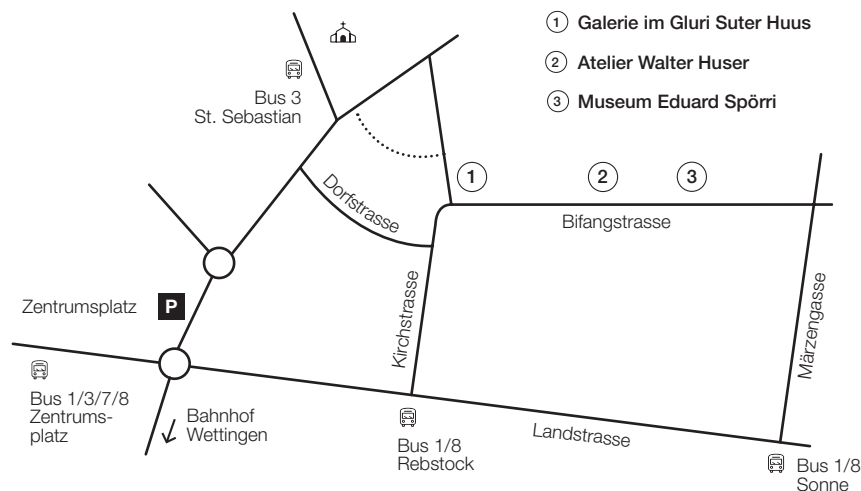 1 Galerie im Gluri Suter Huus
2 Atelier Walter Huser
3 Museum Eduard Spörri
Bus 3
St. Sebastian
Dorfstrasse
1
2
3
Bifangstrasse
Zentrumsplatz
P
Kirchstrasse
Märzengasse
Bus 1/3/7/8
Zentrums-
platz
Bahnhof
Wettingen
Bus 1/8
Rebstock
Landstrasse
Bus 1/8
Sonne